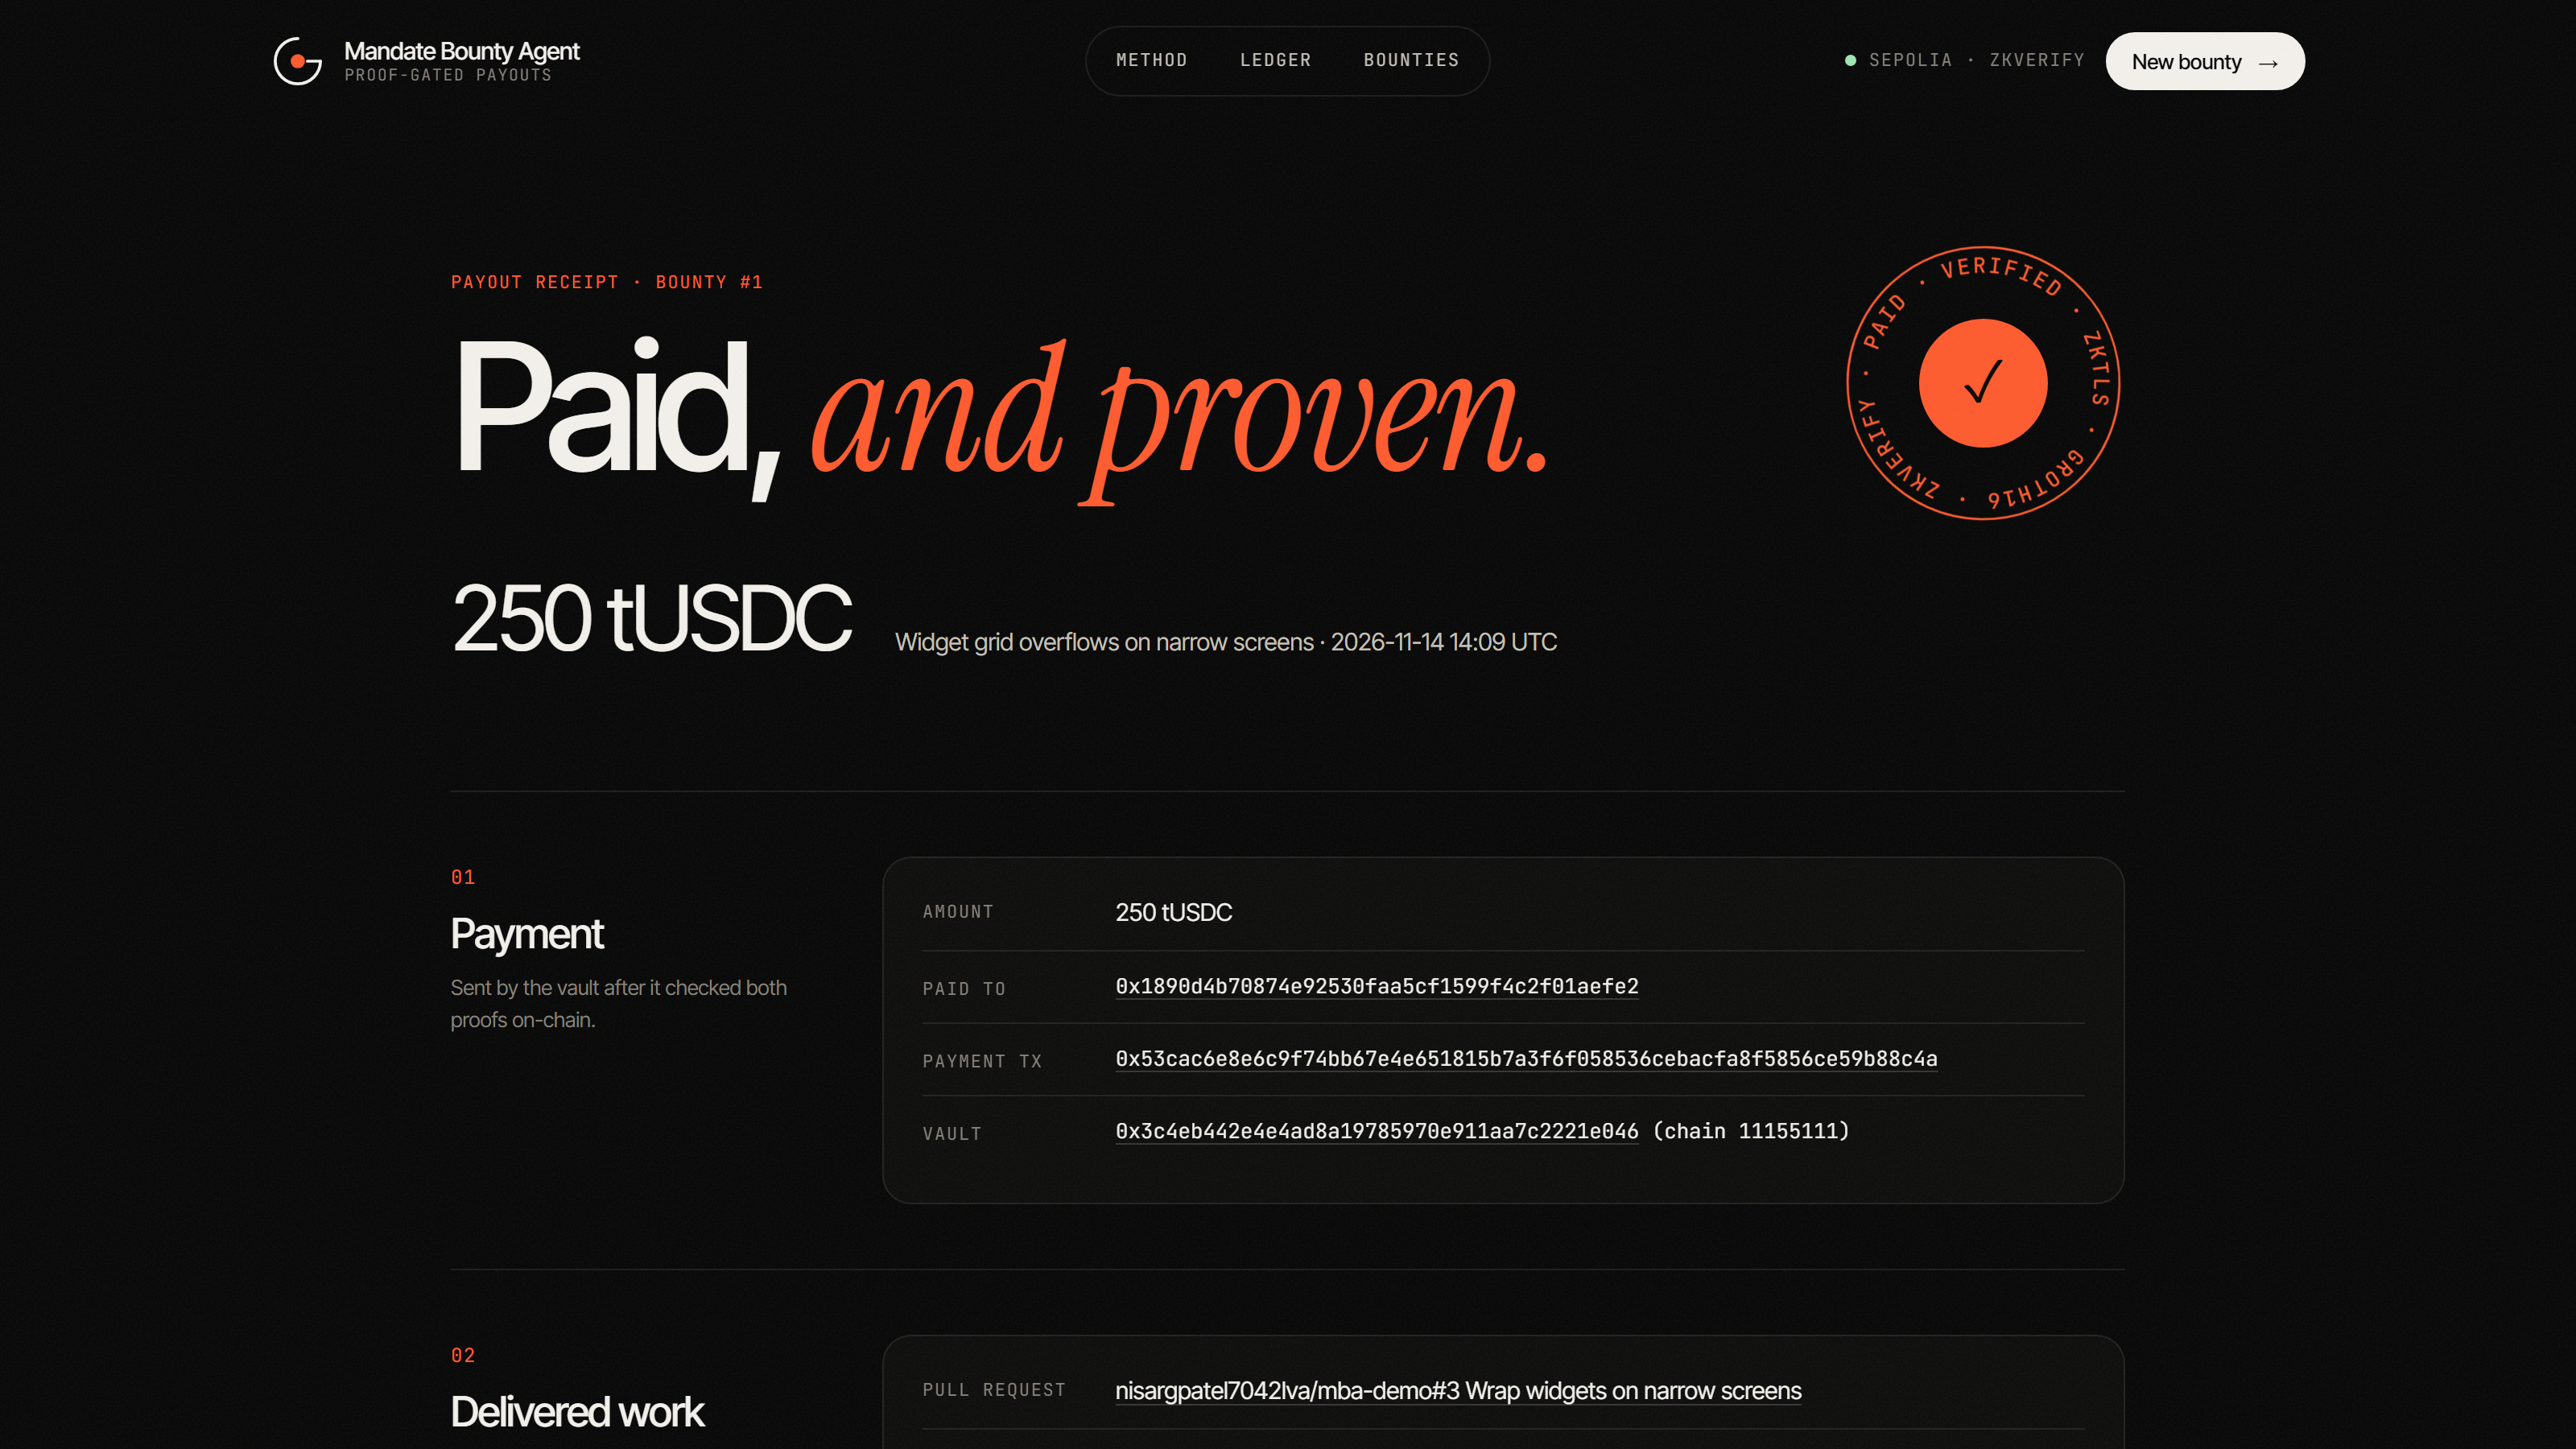 Mandate Bounty Agent
PROOF-GATED PAYOUTS
METHOD LEDGER BOUNTIES
SEPOLIA · ZKVERIFY
New bounty →
PAYOUT RECEIPT · BOUNTY #1
Paid, and proven.
PAID · VERIFIED · ZKTLS · GROTH16 · ZKVERIFY ·
✓
250 tUSDC
Widget grid overflows on narrow screens · 2026-11-14 14:09 UTC
01
Payment
Sent by the vault after it checked both
proofs on-chain.
AMOUNT 250 tUSDC
PAID TO 0x1890d4b70874e92530faa5cf1599f4c2f01aefe2
PAYMENT TX 0x53cac6e8e6c9f74bb67e4e651815b7a3f6f058536cebacfa8f5856ce59b88c4a
VAULT 0x3c4eb442e4e4ad8a19785970e911aa7c2221e046 (chain 11155111)
02
Delivered work
PULL REQUEST nisargpatel7042lva/mba-demo#3 Wrap widgets on narrow screens